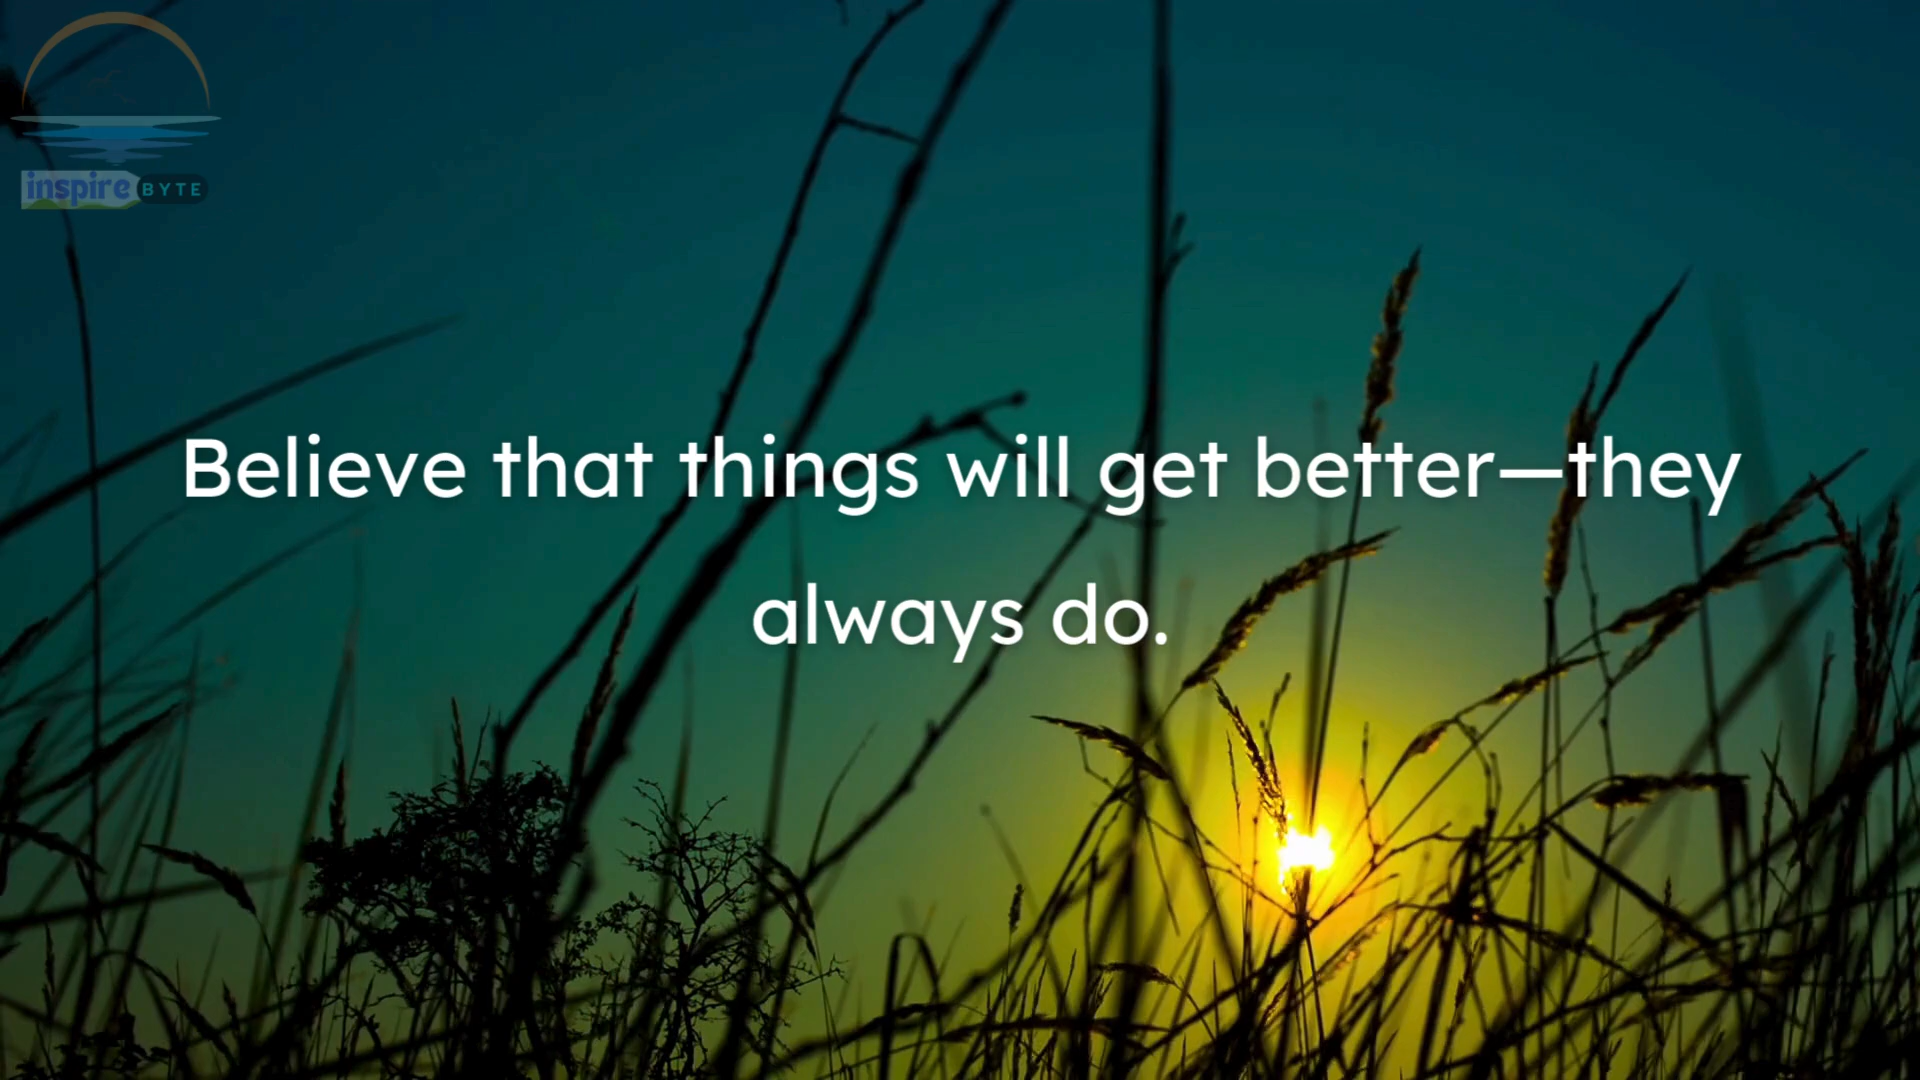 inspire BYTE
Believe that things will get better—they
always do.